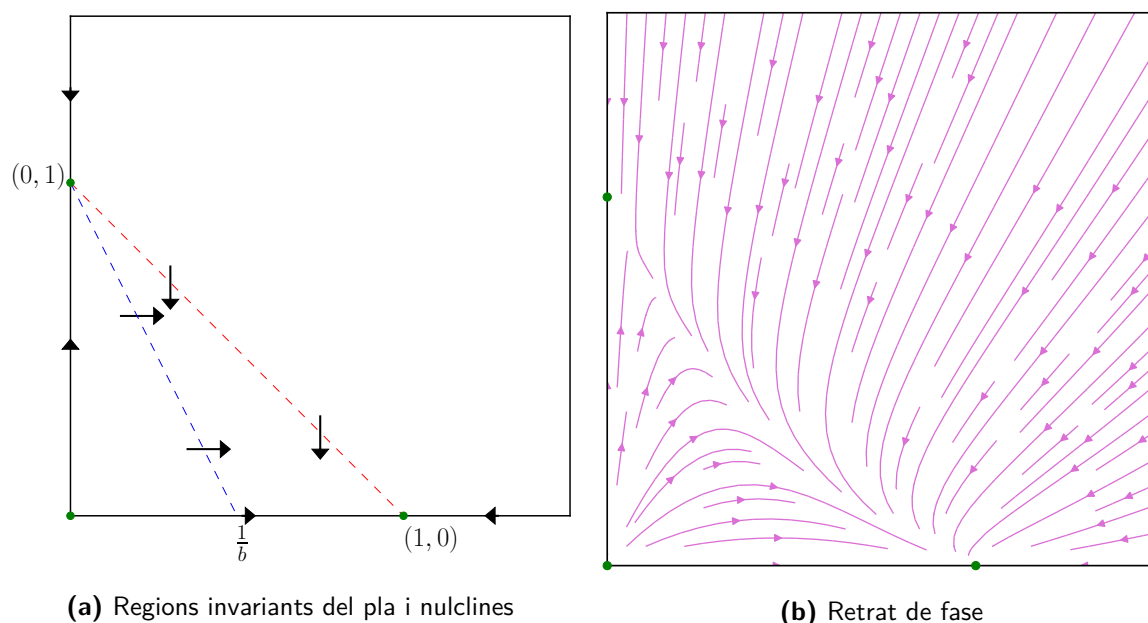 (0, 1)
1/b
(1, 0)
(a) Regions invariants del pla i nulclines
(b) Retrat de fase